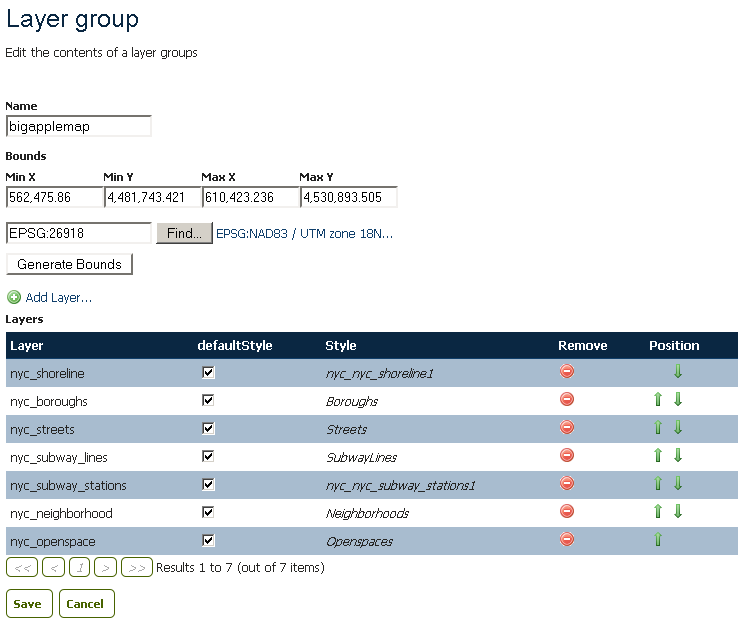 Layer group
Edit the contents of a layer groups
Name
bigapplemap
Bounds
Min X Min Y Max X Max Y
562,475.86 4,481,743.421 610,423.236 4,530,893.505
EPSG:26918 Find... EPSG:NAD83 / UTM zone 18N...
Generate Bounds
Add Layer...
Layers
Layer defaultStyle Style Remove Position
nyc_shoreline nyc_nyc_shoreline1
nyc_boroughs Boroughs
nyc_streets Streets
nyc_subway_lines SubwayLines
nyc_subway_stations nyc_nyc_subway_stations1
nyc_neighborhood Neighborhoods
nyc_openspace Openspaces
<< < 1 > >> Results 1 to 7 (out of 7 items)
Save Cancel